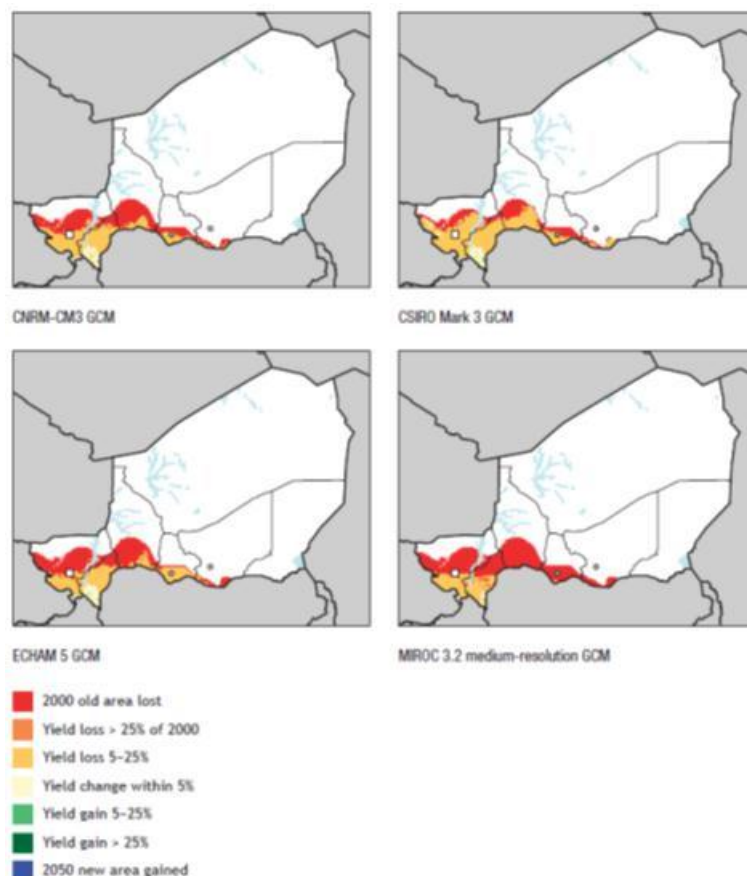 CNRM-CM3 GCM
CSIRO Mark 3 GCM
ECHAM 5 GCM
MIROC 3.2 medium-resolution GCM
2000 old area lost
Yield loss > 25% of 2000
Yield loss 5–25%
Yield change within 5%
Yield gain 5–25%
Yield gain > 25%
2050 new area gained